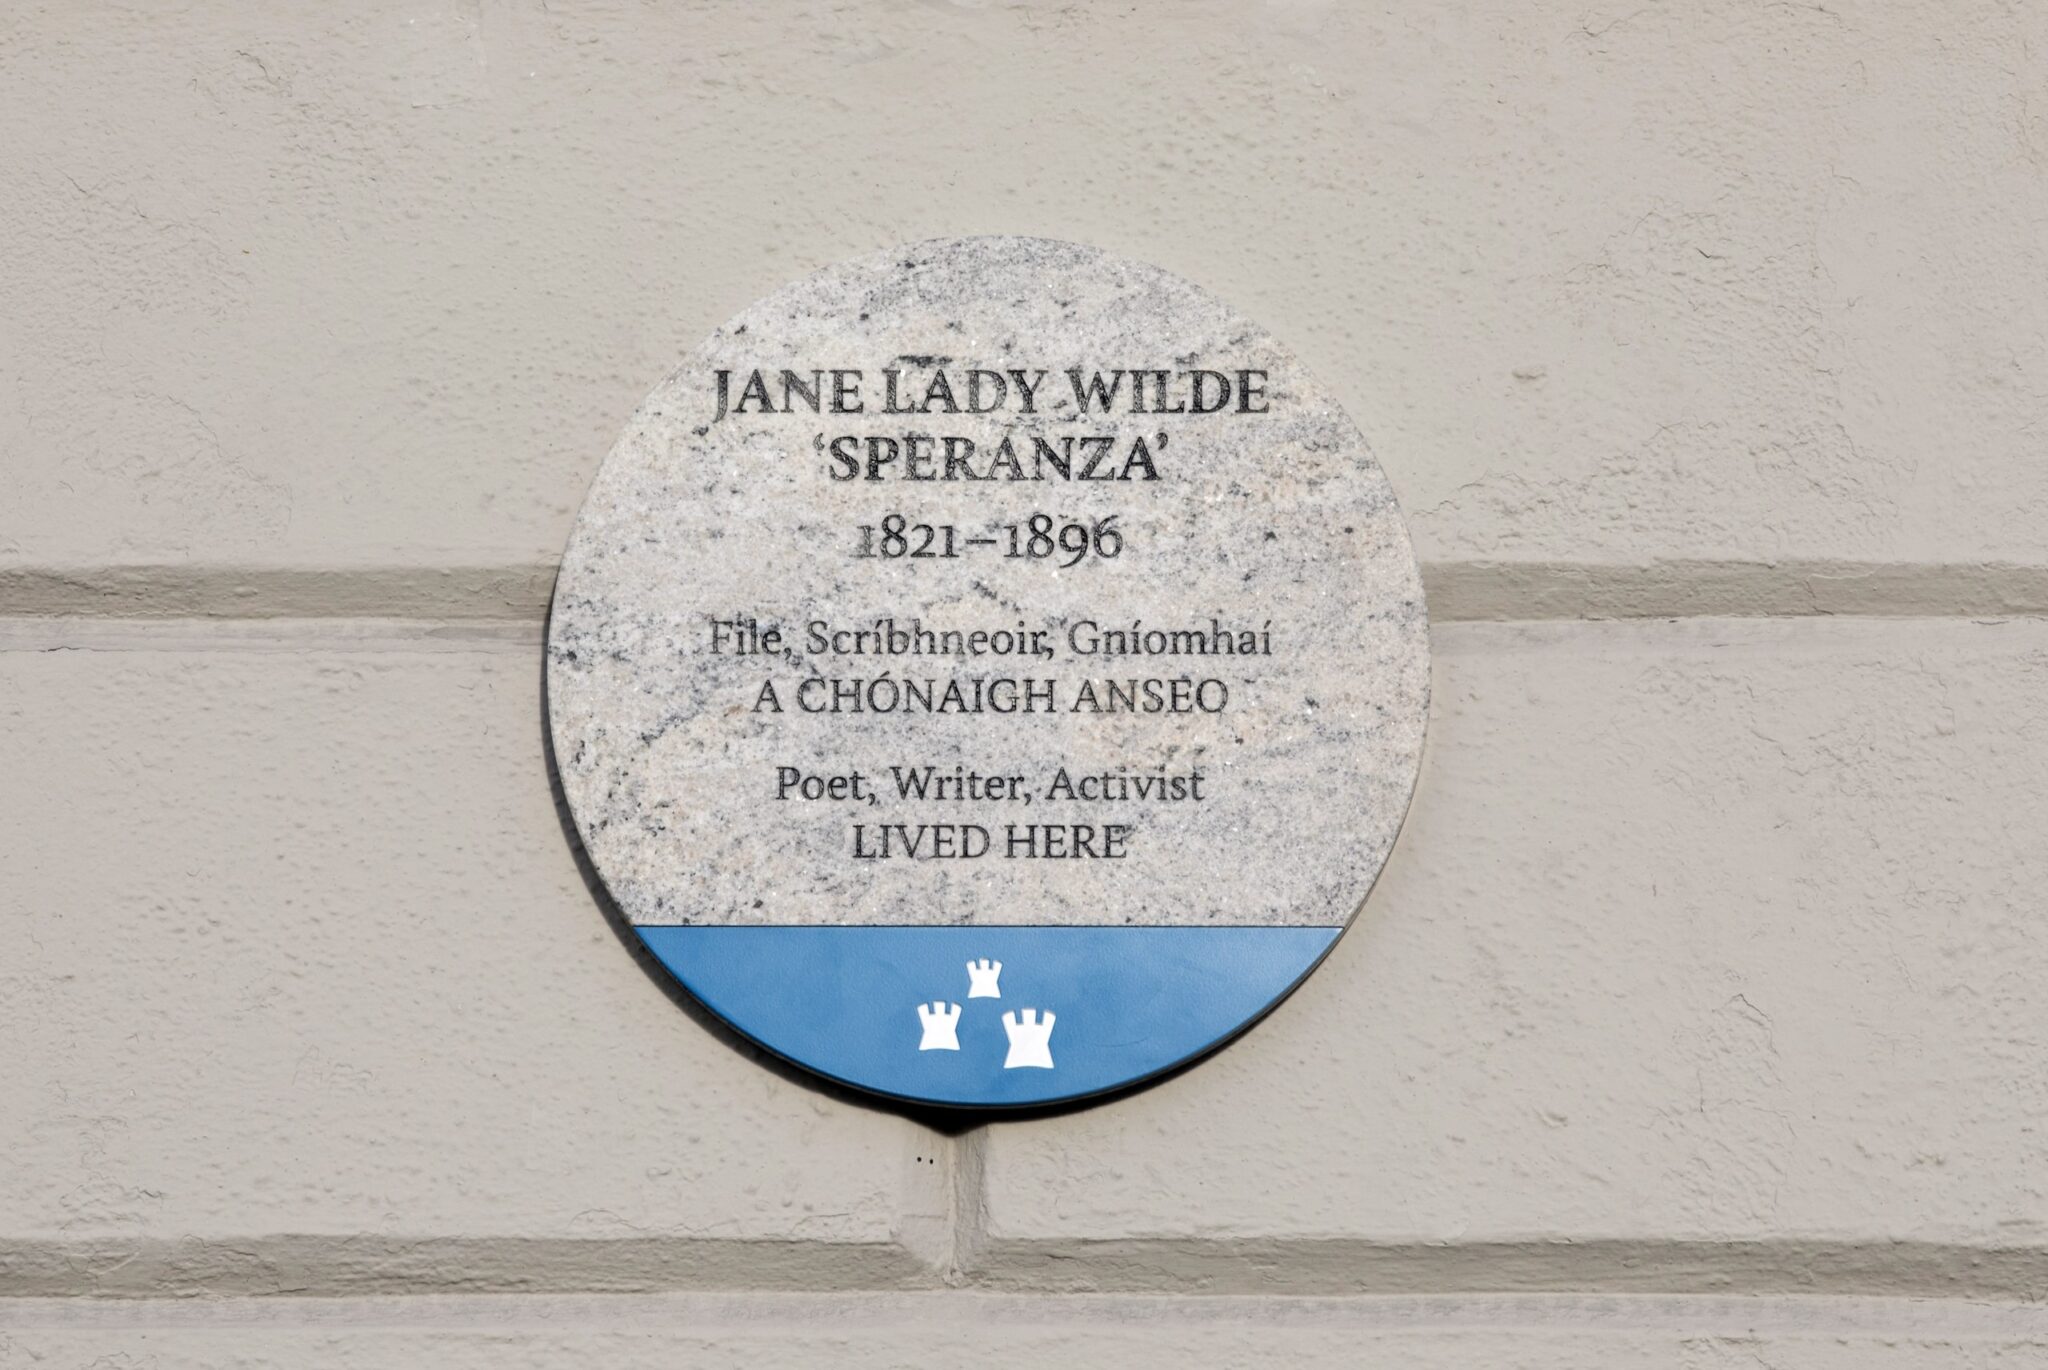 JANE LADY WILDE
‘SPERANZA’
1821–1896
File, Scríbhneoir, Gníomhaí
A CHÓNAIGH ANSEO
Poet, Writer, Activist
LIVED HERE